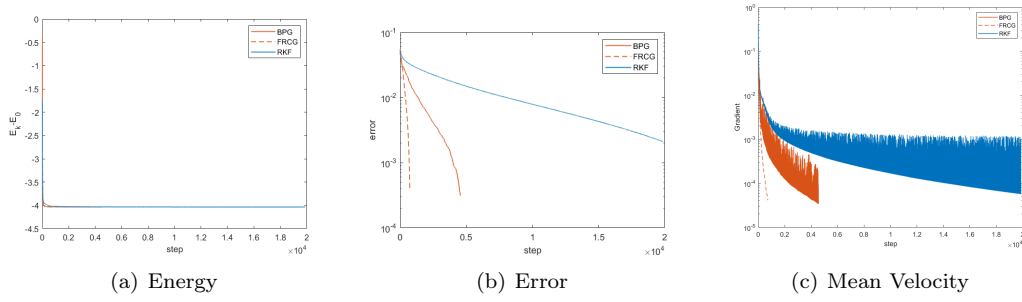 0
-0.5
-1
-1.5
-2
-2.5
-3
-3.5
-4
-4.5
E_k-E_0
BPG
FRCG
RKF
0 0.2 0.4 0.6 0.8 1 1.2 1.4 1.6 1.8 2
step
×10^4
(a) Energy
10^-1
10^-2
10^-3
10^-4
error
BPG
FRCG
RKF
0 0.5 1 1.5 2
step
×10^4
(b) Error
10^0
10^-1
10^-2
10^-3
10^-4
10^-5
Gradient
BPG
FRCG
RKF
0 0.2 0.4 0.6 0.8 1 1.2 1.4 1.6 1.8 2
step
×10^4
(c) Mean Velocity